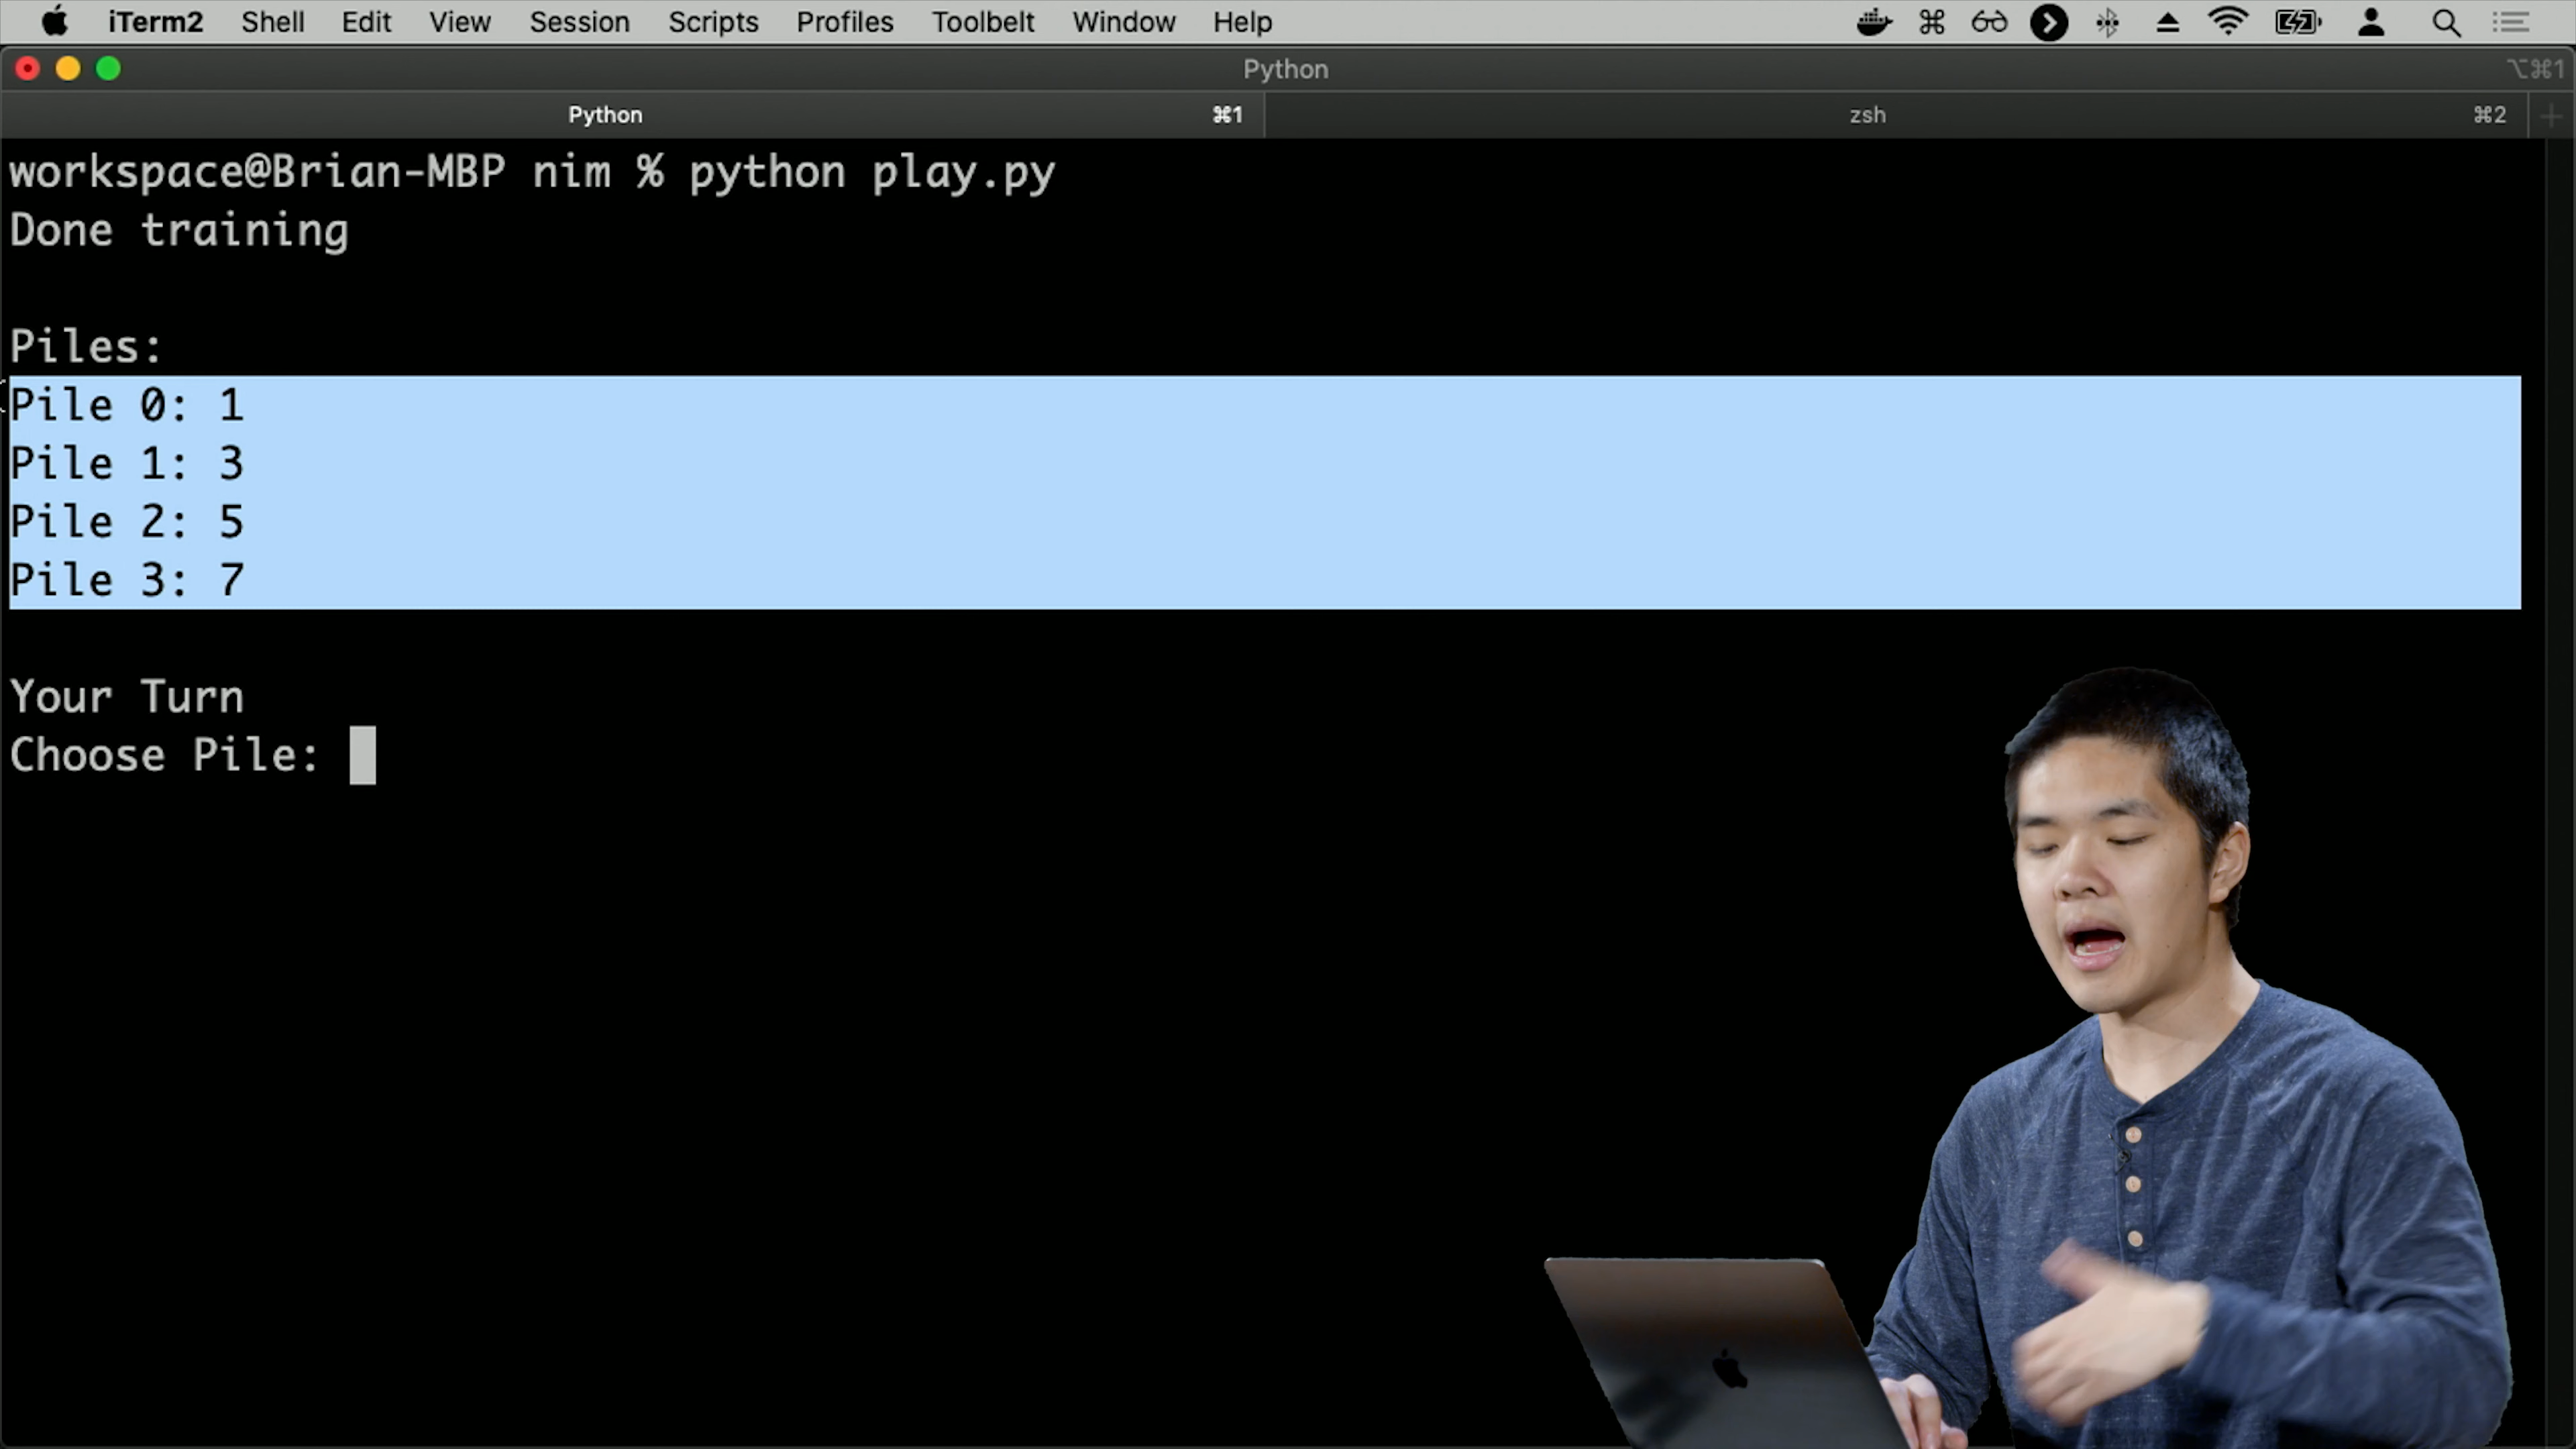 iTerm2 Shell Edit View Session Scripts Profiles Toolbelt Window Help
Python ⌥⌘1
Python ⌘1 zsh ⌘2
workspace@Brian-MBP nim % python play.py
Done training
Piles:
Pile 0: 1
Pile 1: 3
Pile 2: 5
Pile 3: 7
Your Turn
Choose Pile: